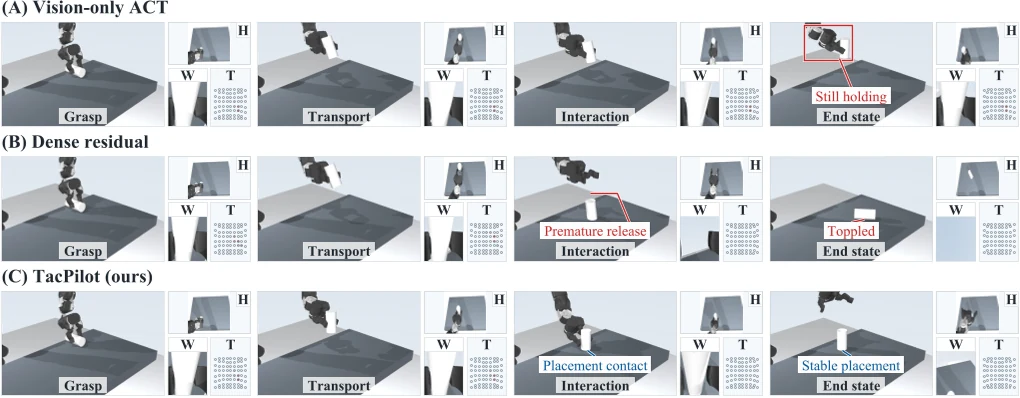 (A) Vision-only ACT
H
W T
Grasp
H
W T
Transport
H
W T
Interaction
Still holding
H
W T
End state
(B) Dense residual
H
W T
Grasp
H
W T
Transport
Premature release
H
W T
Interaction
Toppled
H
W T
End state
(C) TacPilot (ours)
H
W T
Grasp
H
W T
Transport
Placement contact
H
W T
Interaction
Stable placement
H
W T
End state